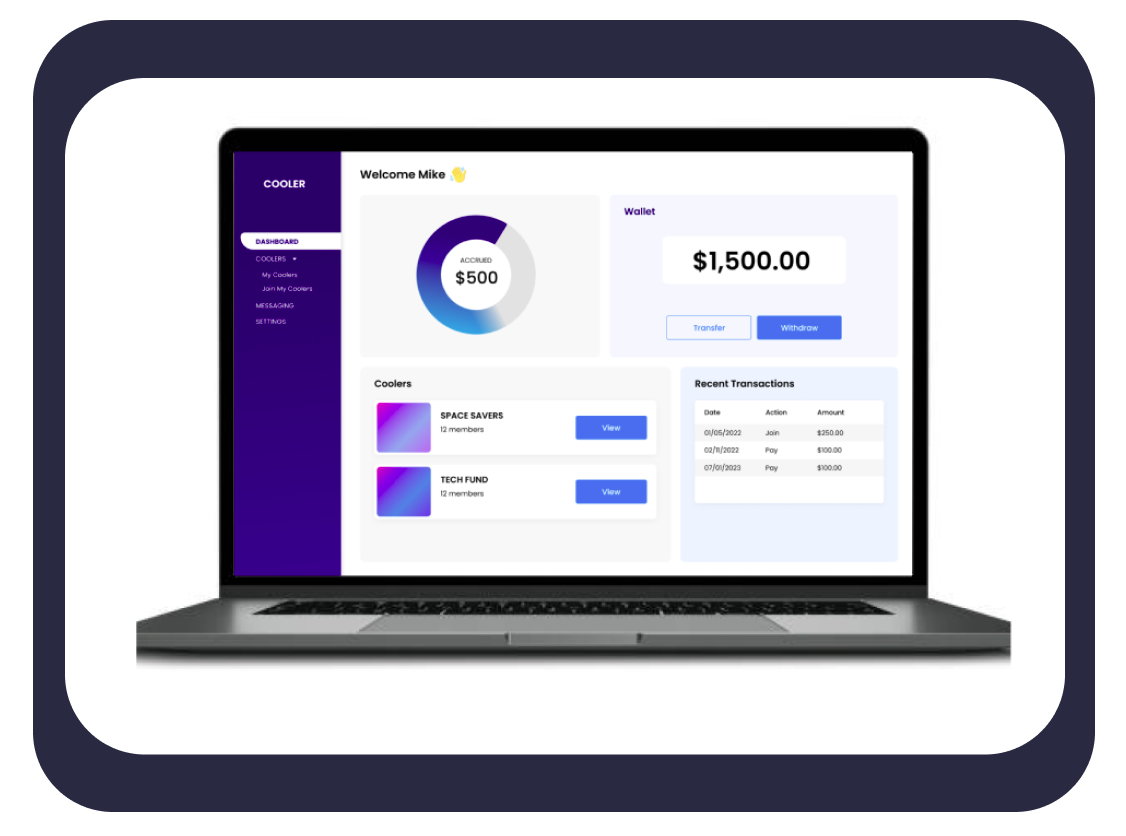 COOLER
DASHBOARD
COOLERS
My Coolers
Join My Coolers
MESSAGING
SETTINGS
Welcome Mike 👋
ACCRUED
$500
Wallet
$1,500.00
Transfer
Withdraw
Coolers
SPACE SAVERS
12 members
View
TECH FUND
12 members
View
Recent Transactions
Date Action Amount
01/05/2022 Join $250.00
02/11/2022 Pay $100.00
07/01/2023 Pay $100.00